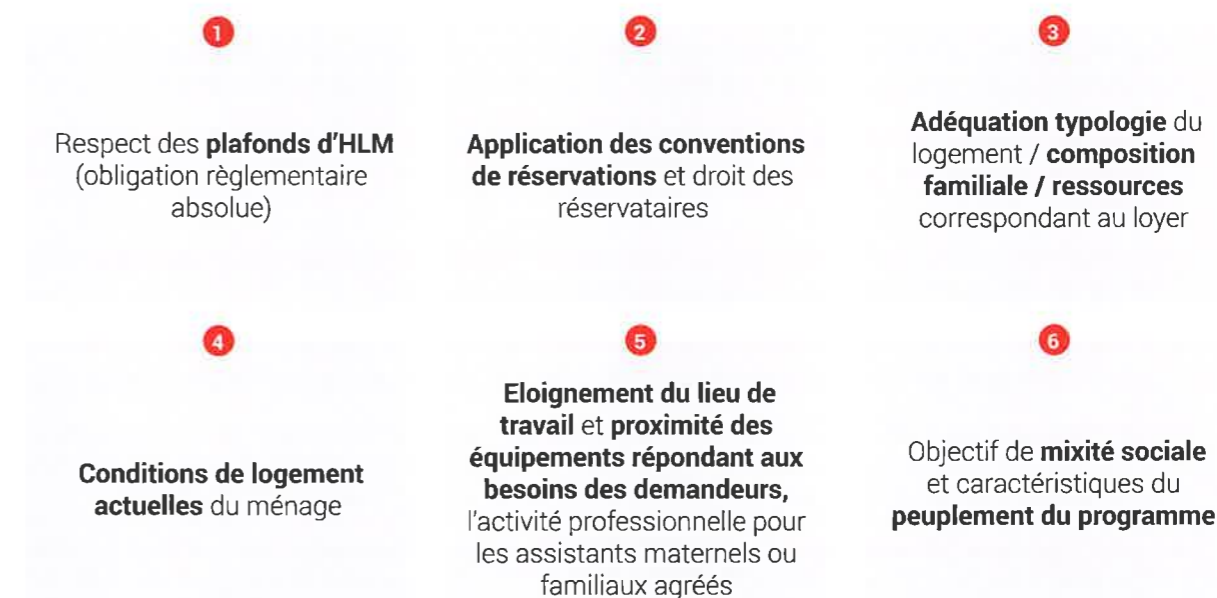 1
Respect des plafonds d'HLM
(obligation règlementaire
absolue)
2
Application des conventions
de réservations et droit des
réservataires
3
Adéquation typologie du
logement / composition
familiale / ressources
correspondant au loyer
4
Conditions de logement
actuelles du ménage
5
Eloignement du lieu de
travail et proximité des
équipements répondant aux
besoins des demandeurs,
l'activité professionnelle pour
les assistants maternels ou
familiaux agréés
6
Objectif de mixité sociale
et caractéristiques du
peuplement du programme